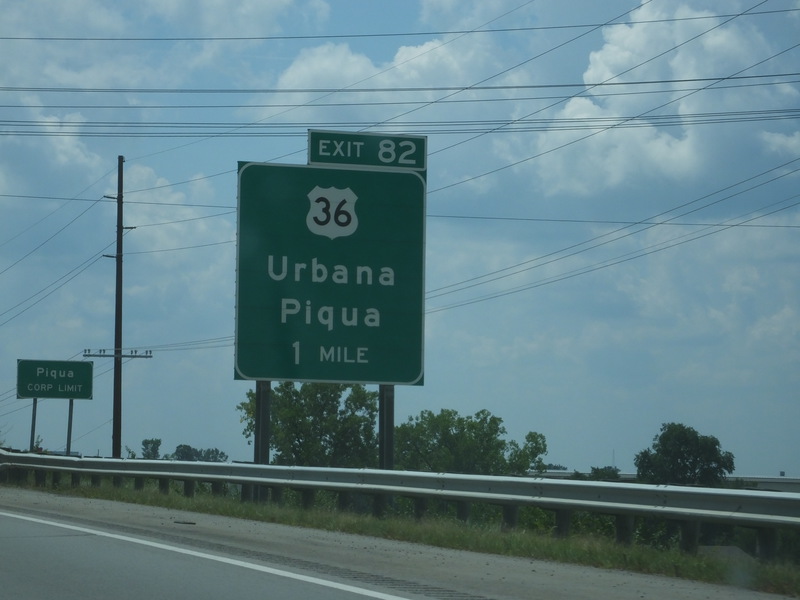 EXIT 82
36
Urbana
Piqua
1 MILE
Piqua
CORP LIMIT